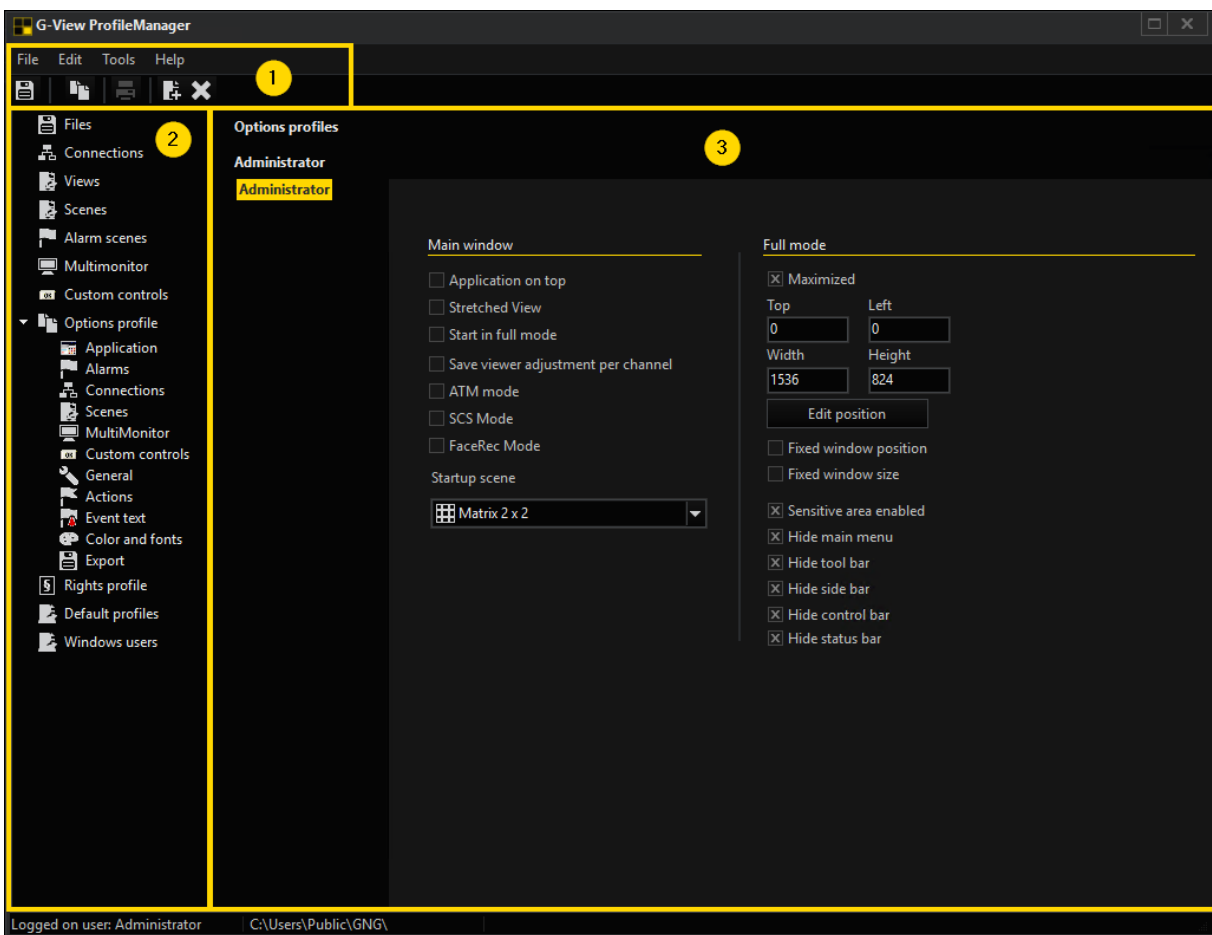 G-View ProfileManager
File Edit Tools Help
1
2
Files
Connections
Views
Scenes
Alarm scenes
Multimonitor
Custom controls
Options profile
Application
Alarms
Connections
Scenes
MultiMonitor
Custom controls
General
Actions
Event text
Color and fonts
Export
Rights profile
Default profiles
Windows users
3
Options profiles
Administrator
Administrator
Main window
Application on top
Stretched View
Start in full mode
Save viewer adjustment per channel
ATM mode
SCS Mode
FaceRec Mode
Startup scene
Matrix 2 x 2
Full mode
Maximized
Top Left
0 0
Width Height
1536 824
Edit position
Fixed window position
Fixed window size
Sensitive area enabled
Hide main menu
Hide tool bar
Hide side bar
Hide control bar
Hide status bar
Logged on user: Administrator C:\Users\Public\GNG\